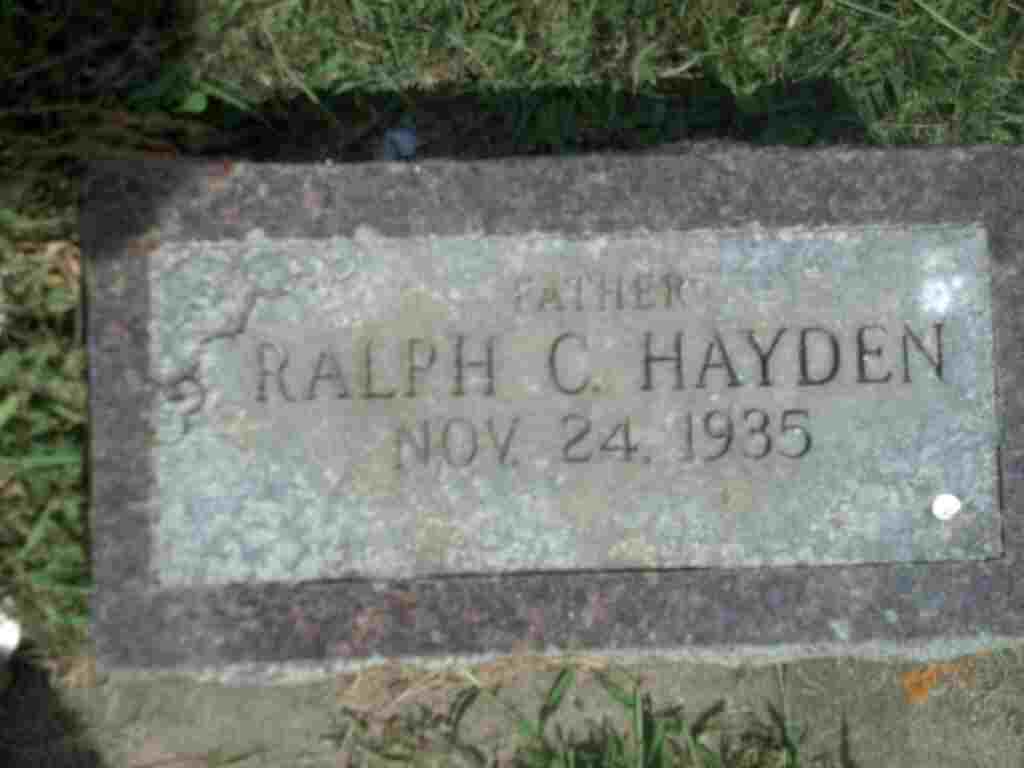 FATHER
RALPH C. HAYDEN
NOV. 24, 1935